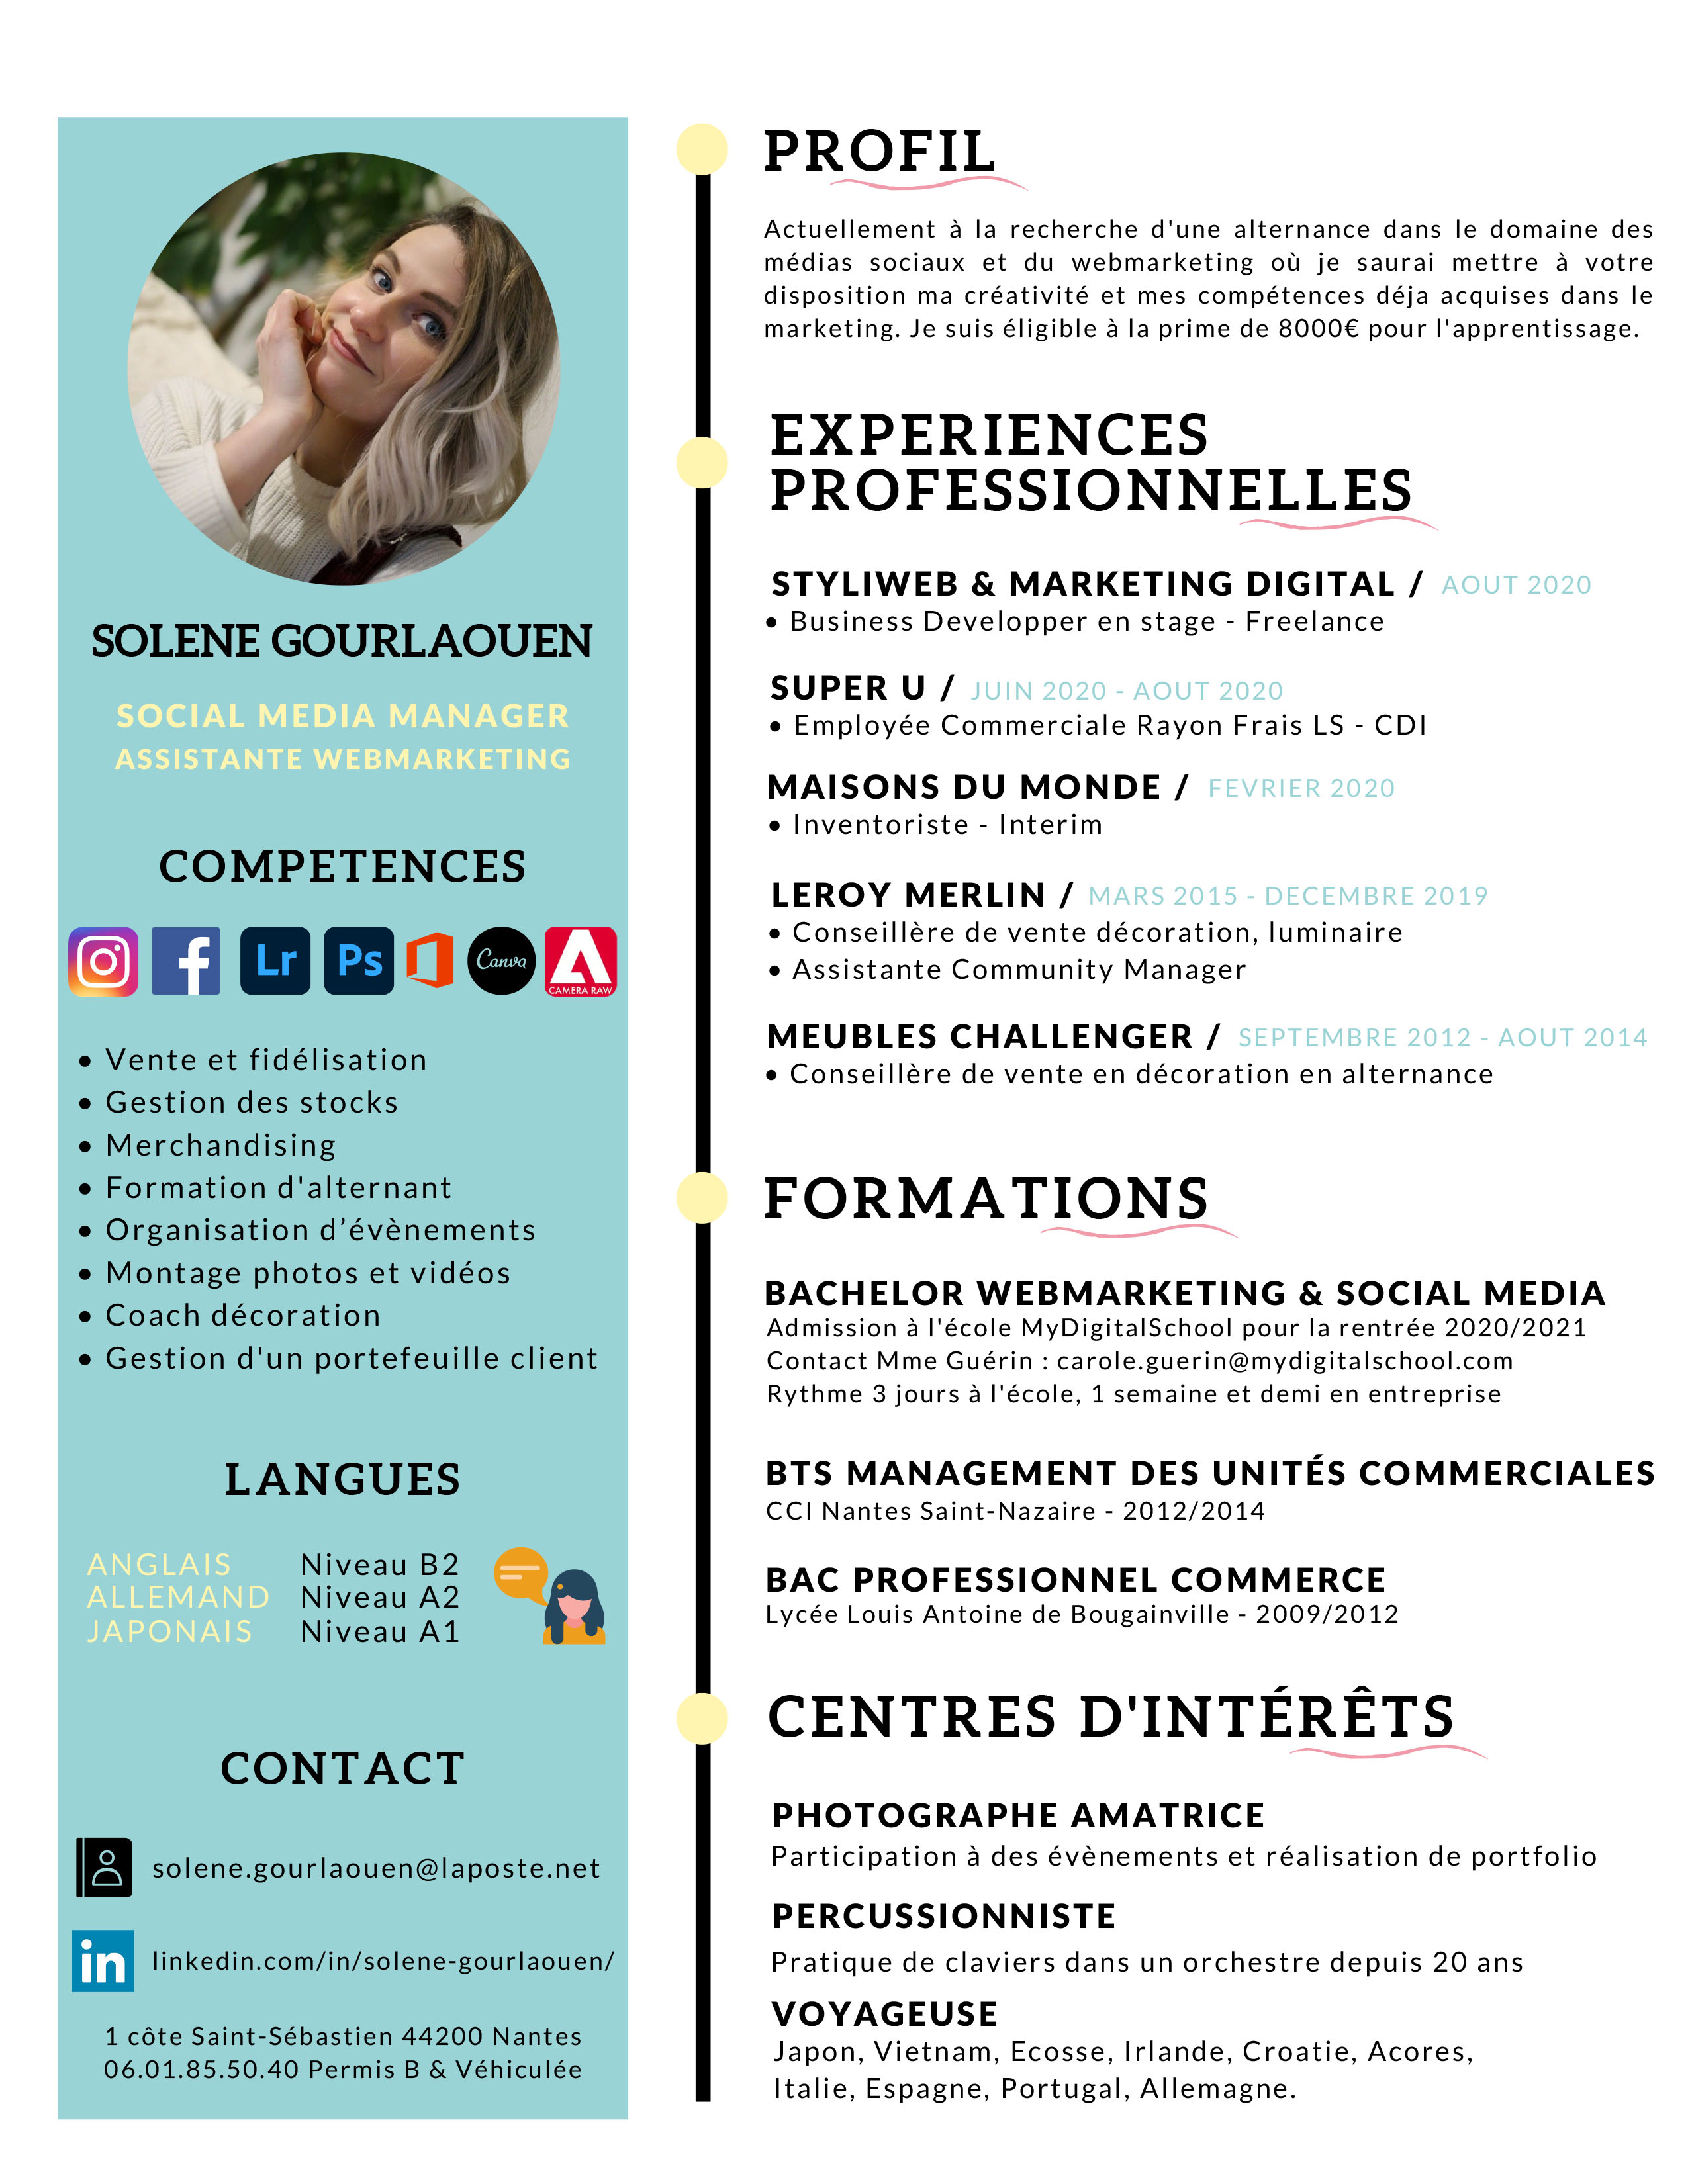 SOLENE GOURLAOUEN
SOCIAL MEDIA MANAGER
ASSISTANTE WEBMARKETING
COMPETENCES
Lr
Ps
Canva
CAMERA RAW
• Vente et fidélisation
• Gestion des stocks
• Merchandising
• Formation d'alternant
• Organisation d’évènements
• Montage photos et vidéos
• Coach décoration
• Gestion d'un portefeuille client
LANGUES
ANGLAIS Niveau B2
ALLEMAND Niveau A2
JAPONAIS Niveau A1
CONTACT
solene.gourlaouen@laposte.net
in linkedin.com/in/solene-gourlaouen/
1 côte Saint-Sébastien 44200 Nantes
06.01.85.50.40 Permis B & Véhiculée
PROFIL
Actuellement à la recherche d'une alternance dans le domaine des
médias sociaux et du webmarketing où je saurai mettre à votre
disposition ma créativité et mes compétences déja acquises dans le
marketing. Je suis éligible à la prime de 8000€ pour l'apprentissage.
EXPERIENCES
PROFESSIONNELLES
STYLIWEB & MARKETING DIGITAL / AOUT 2020
• Business Developper en stage - Freelance
SUPER U / JUIN 2020 - AOUT 2020
• Employée Commerciale Rayon Frais LS - CDI
MAISONS DU MONDE / FEVRIER 2020
• Inventoriste - Interim
LEROY MERLIN / MARS 2015 - DECEMBRE 2019
• Conseillère de vente décoration, luminaire
• Assistante Community Manager
MEUBLES CHALLENGER / SEPTEMBRE 2012 - AOUT 2014
• Conseillère de vente en décoration en alternance
FORMATIONS
BACHELOR WEBMARKETING & SOCIAL MEDIA
Admission à l'école MyDigitalSchool pour la rentrée 2020/2021
Contact Mme Guérin : carole.guerin@mydigitalschool.com
Rythme 3 jours à l'école, 1 semaine et demi en entreprise
BTS MANAGEMENT DES UNITÉS COMMERCIALES
CCI Nantes Saint-Nazaire - 2012/2014
BAC PROFESSIONNEL COMMERCE
Lycée Louis Antoine de Bougainville - 2009/2012
CENTRES D'INTÉRÊTS
PHOTOGRAPHE AMATRICE
Participation à des évènements et réalisation de portfolio
PERCUSSIONNISTE
Pratique de claviers dans un orchestre depuis 20 ans
VOYAGEUSE
Japon, Vietnam, Ecosse, Irlande, Croatie, Acores,
Italie, Espagne, Portugal, Allemagne.